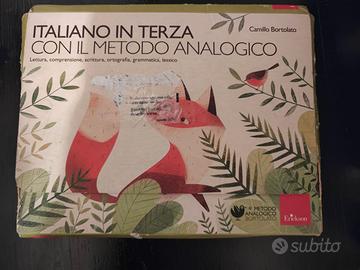 ITALIANO IN TERZA
Camillo Bortolato
CON IL METODO ANALOGICO
Lettura, comprensione, scrittura, ortografia, grammatica, lessico
METODO
ANALOGICO
BORTOLATO
Erickson
subito